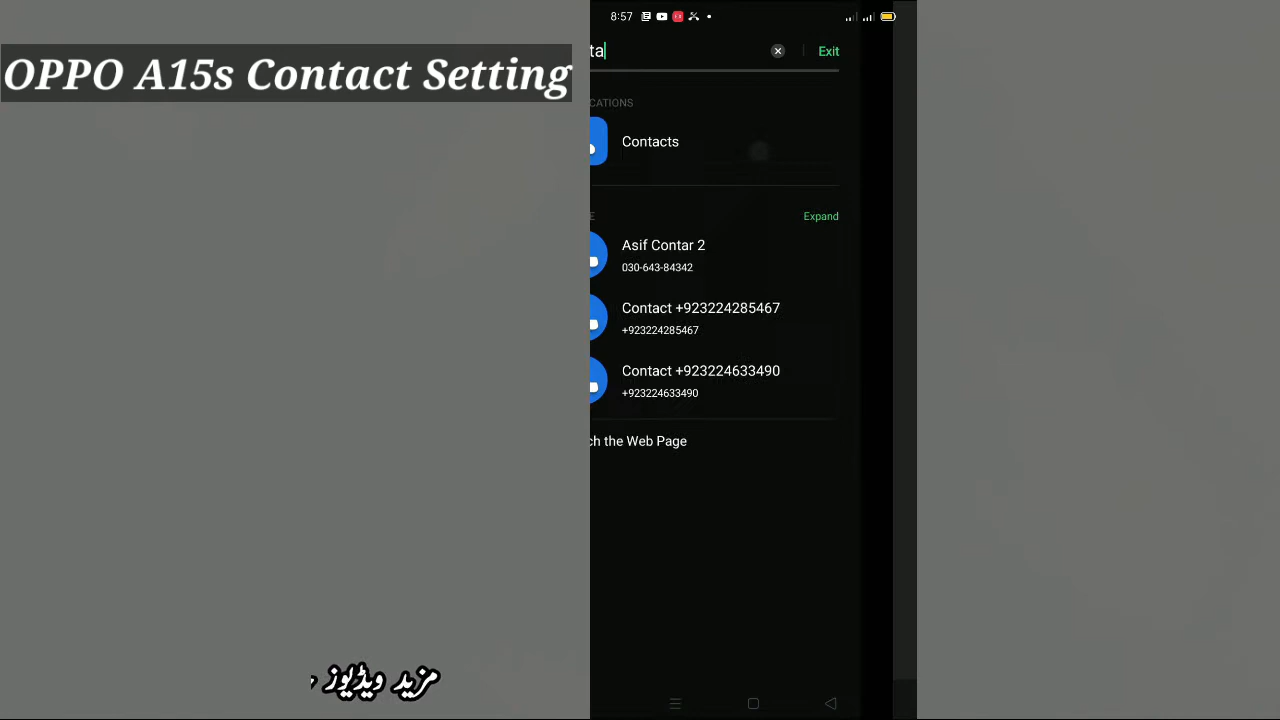 OPPO A15s Contact Setting
8:57
ta
Exit
CATIONS
Contacts
E
Expand
Asif Contar 2
030-643-84342
Contact +923224285467
+923224285467
Contact +923224633490
+923224633490
ch the Web Page
مزید ویڈیوز